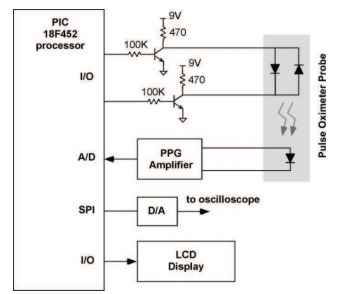 PIC
18F452
processor
9V
470
100K
9V
I/O
470
100K
Pulse Oximeter Probe
A/D
PPG
Amplifier
to oscilloscope
SPI
D/A
I/O
LCD
Display